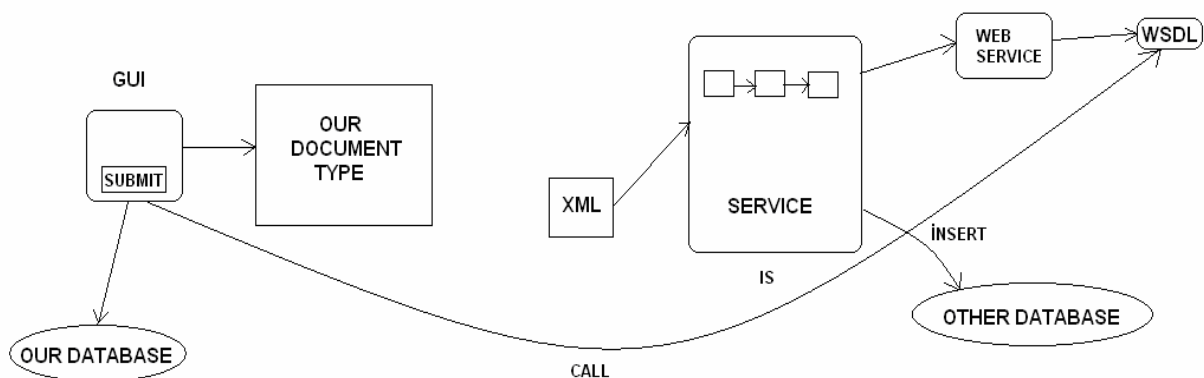 GUI
SUBMIT
OUR
DOCUMENT
TYPE
OUR DATABASE
XML
SERVICE
IS
WEB
SERVICE
WSDL
İNSERT
OTHER DATABASE
CALL